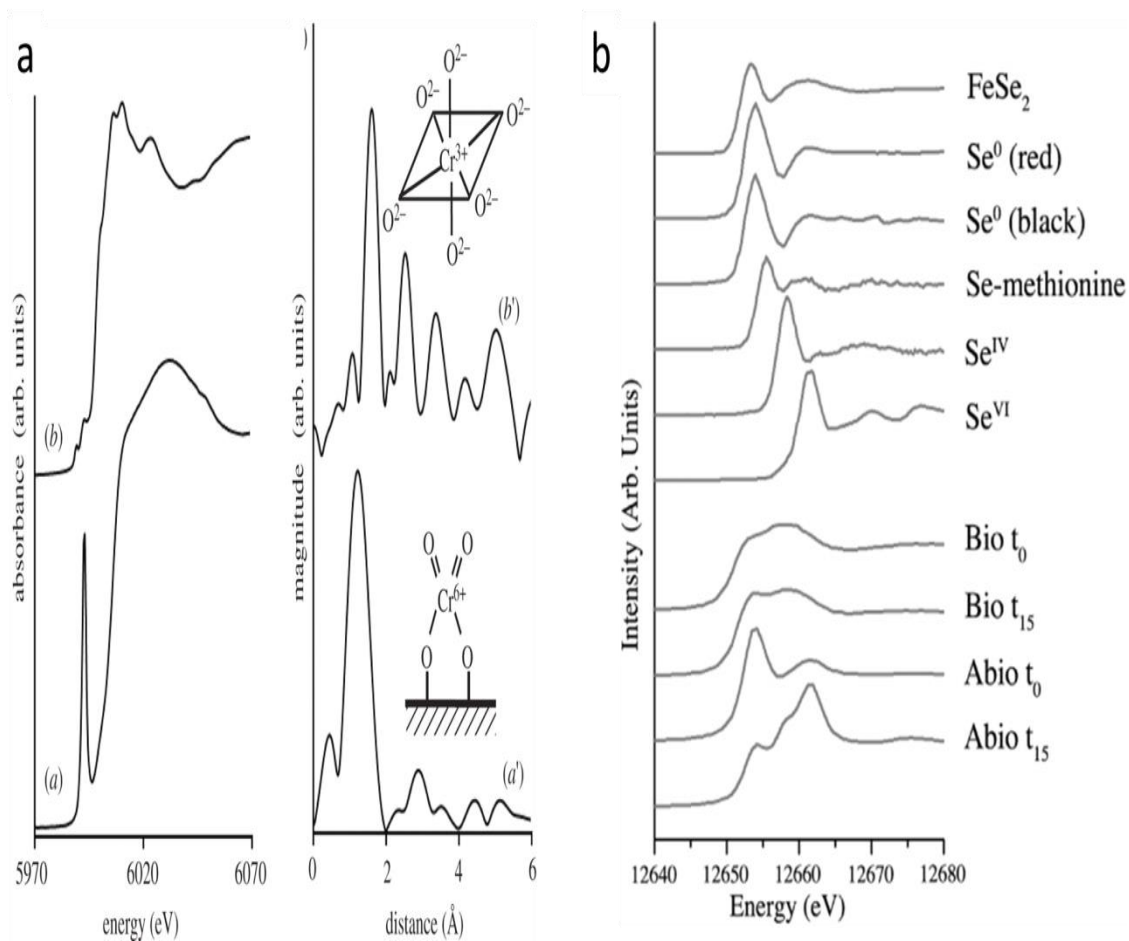 a
)
absorbance (arb. units)
(b)
(a)
5970 6020 6070
energy (eV)
magnitude (arb. units)
O²⁻
O²⁻ O²⁻
Cr³⁺
O²⁻ O²⁻
O²⁻
(b')
O O
Cr⁶⁺
O O
(a')
0 2 4 6
distance (Å)
b
Intensity (Arb. Units)
FeSe₂
Se⁰ (red)
Se⁰ (black)
Se-methionine
Seᴵⱽ
Seⱽᴵ
Bio t₀
Bio t₁₅
Abio t₀
Abio t₁₅
12640 12650 12660 12670 12680
Energy (eV)